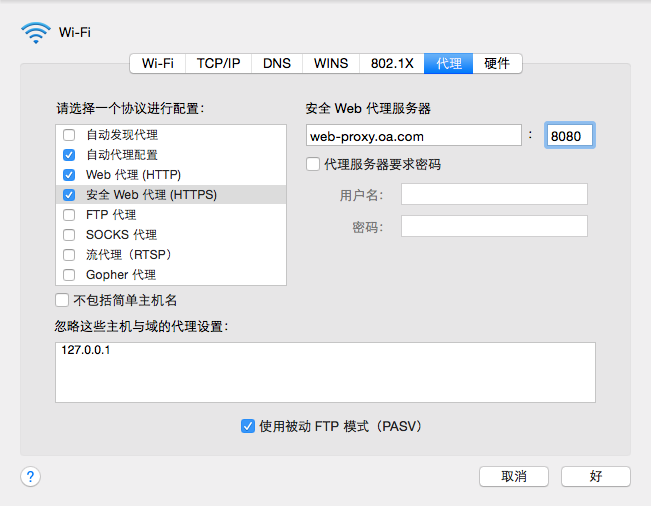 Wi-Fi
Wi-Fi TCP/IP DNS WINS 802.1X 代理 硬件
请选择一个协议进行配置：
自动发现代理
自动代理配置
Web 代理 (HTTP)
安全 Web 代理 (HTTPS)
FTP 代理
SOCKS 代理
流代理（RTSP）
Gopher 代理
不包括简单主机名
安全 Web 代理服务器
web-proxy.oa.com : 8080
代理服务器要求密码
用户名：
密码：
忽略这些主机与域的代理设置：
127.0.0.1
使用被动 FTP 模式（PASV）
? 取消 好